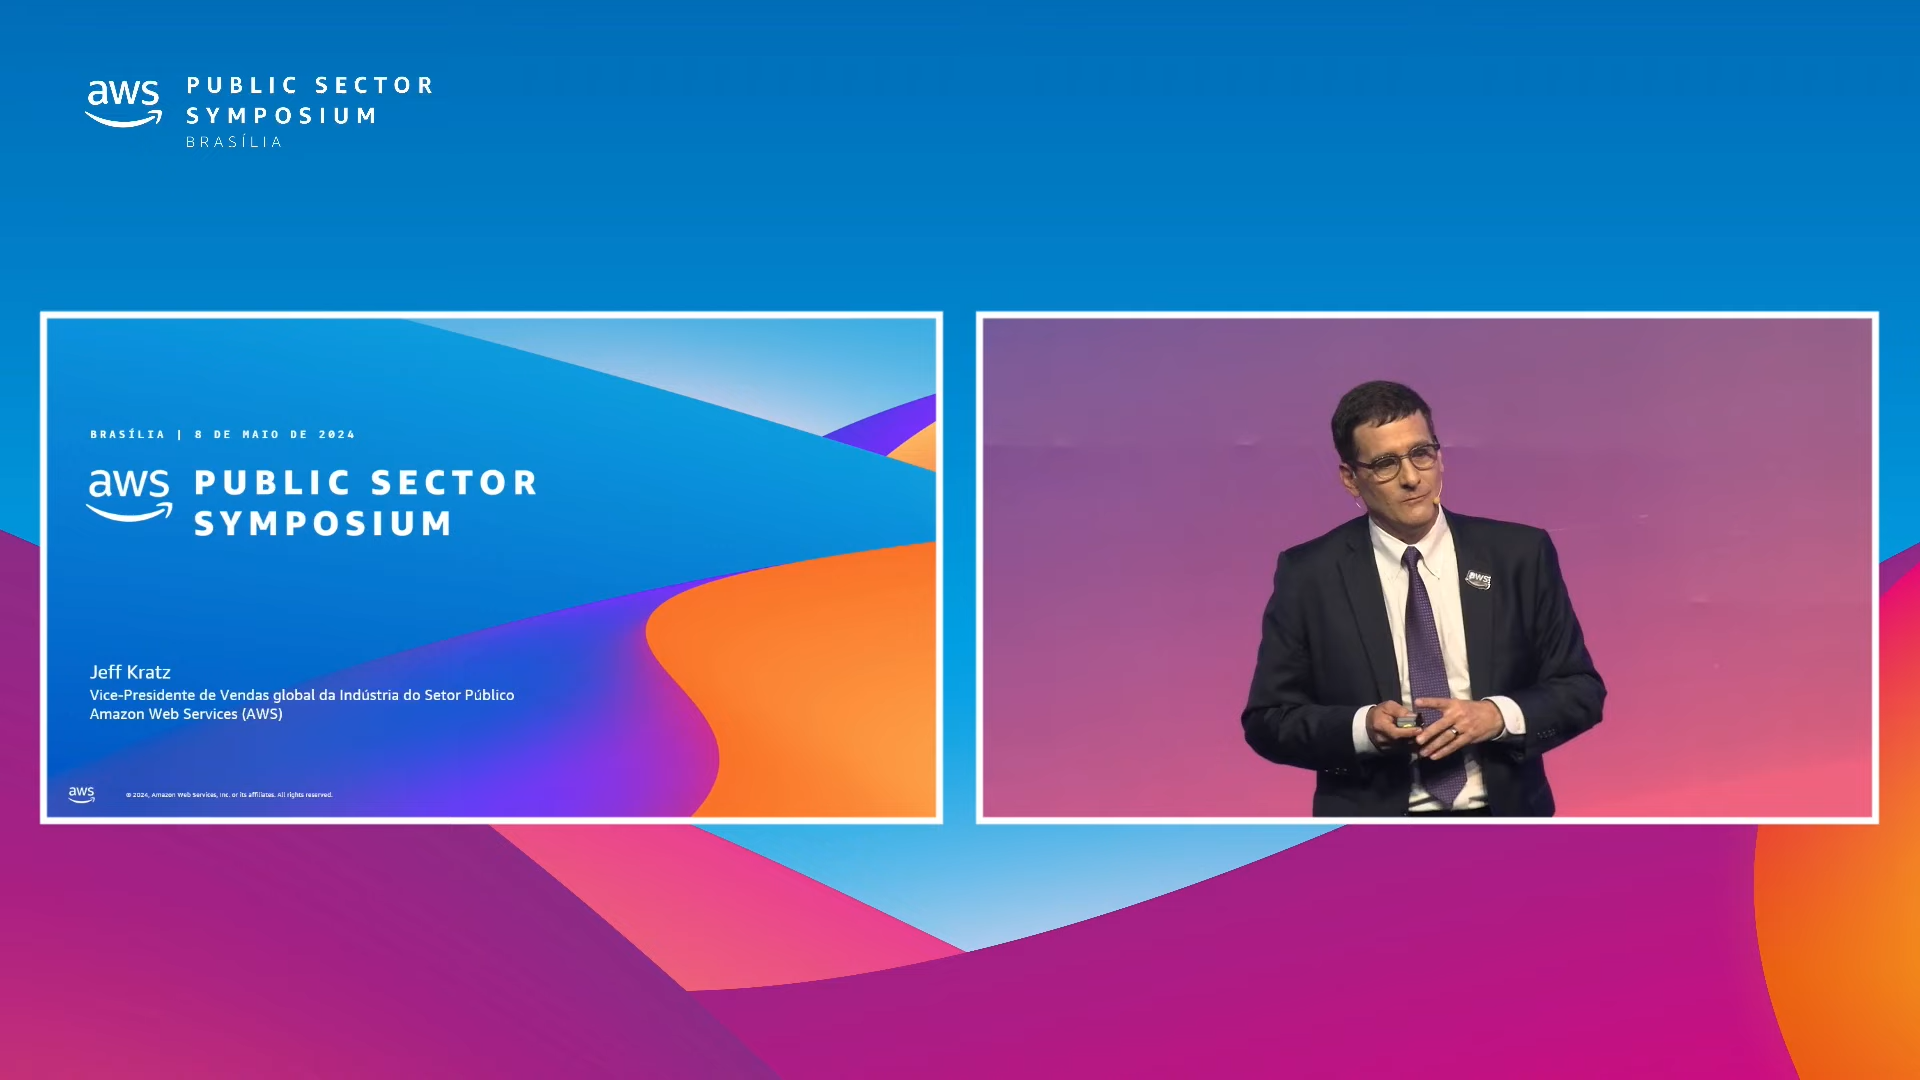 aws
PUBLIC SECTOR
SYMPOSIUM
BRASÍLIA
BRASÍLIA | 8 DE MAIO DE 2024
aws
PUBLIC SECTOR
SYMPOSIUM
Jeff Kratz
Vice-Presidente de Vendas global da Indústria do Setor Público
Amazon Web Services (AWS)
aws
© 2024, Amazon Web Services, Inc. or its affiliates. All rights reserved.
aws